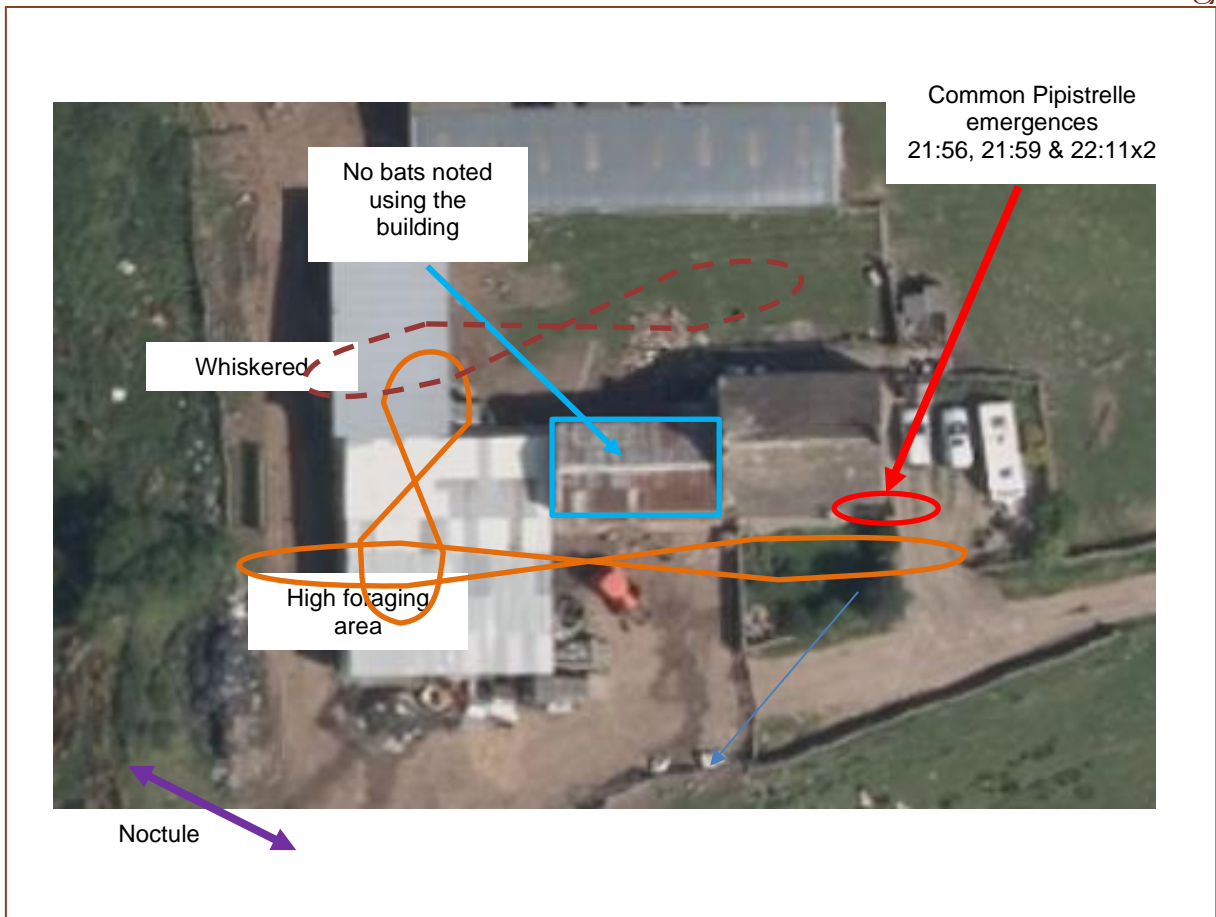 Common Pipistrelle
emergences
21:56, 21:59 & 22:11x2
No bats noted
using the
building
Whiskered
High foraging
area
Noctule